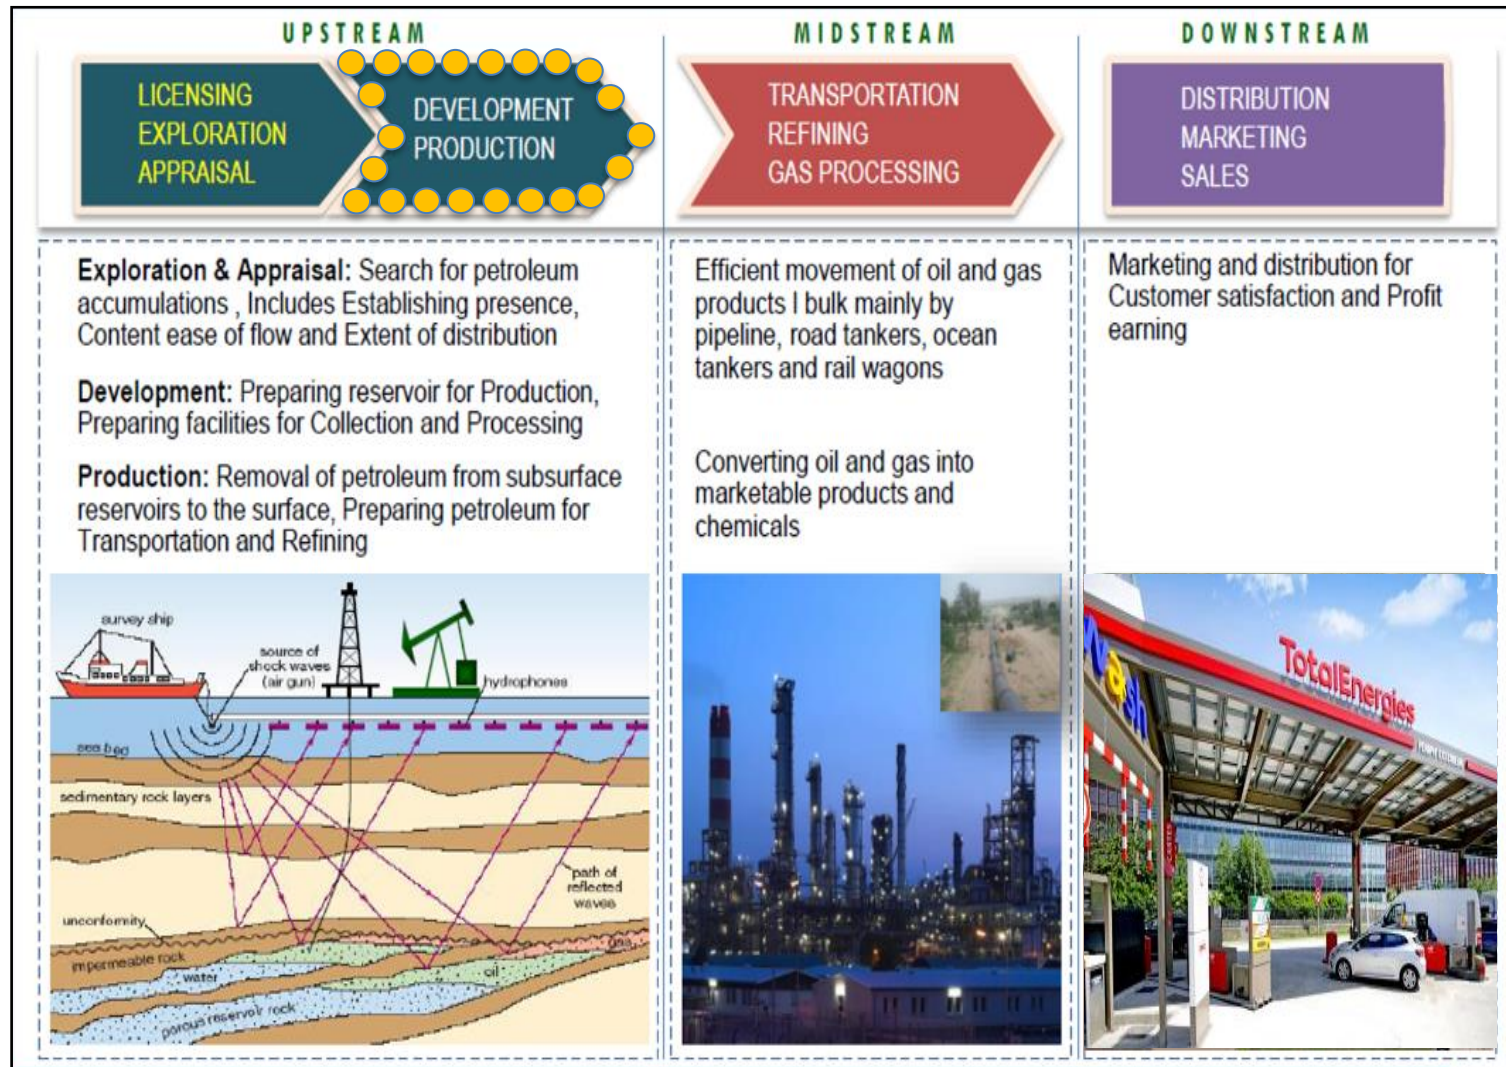 UPSTREAM
MIDSTREAM
DOWNSTREAM
LICENSING
EXPLORATION
APPRAISAL
DEVELOPMENT
PRODUCTION
TRANSPORTATION
REFINING
GAS PROCESSING
DISTRIBUTION
MARKETING
SALES
Exploration & Appraisal: Search for petroleum
accumulations , Includes Establishing presence,
Content ease of flow and Extent of distribution
Development: Preparing reservoir for Production,
Preparing facilities for Collection and Processing
Production: Removal of petroleum from subsurface
reservoirs to the surface, Preparing petroleum for
Transportation and Refining
Efficient movement of oil and gas
products I bulk mainly by
pipeline, road tankers, ocean
tankers and rail wagons
Converting oil and gas into
marketable products and
chemicals
Marketing and distribution for
Customer satisfaction and Profit
earning
survey ship
source of
shock waves
(air gun)
hydrophones
sea bed
sedimentary rock layers
path of
reflected
waves
unconformity
impermeable rock
water
gas
oil
porous reservoir rock
wash
TotalEnergies